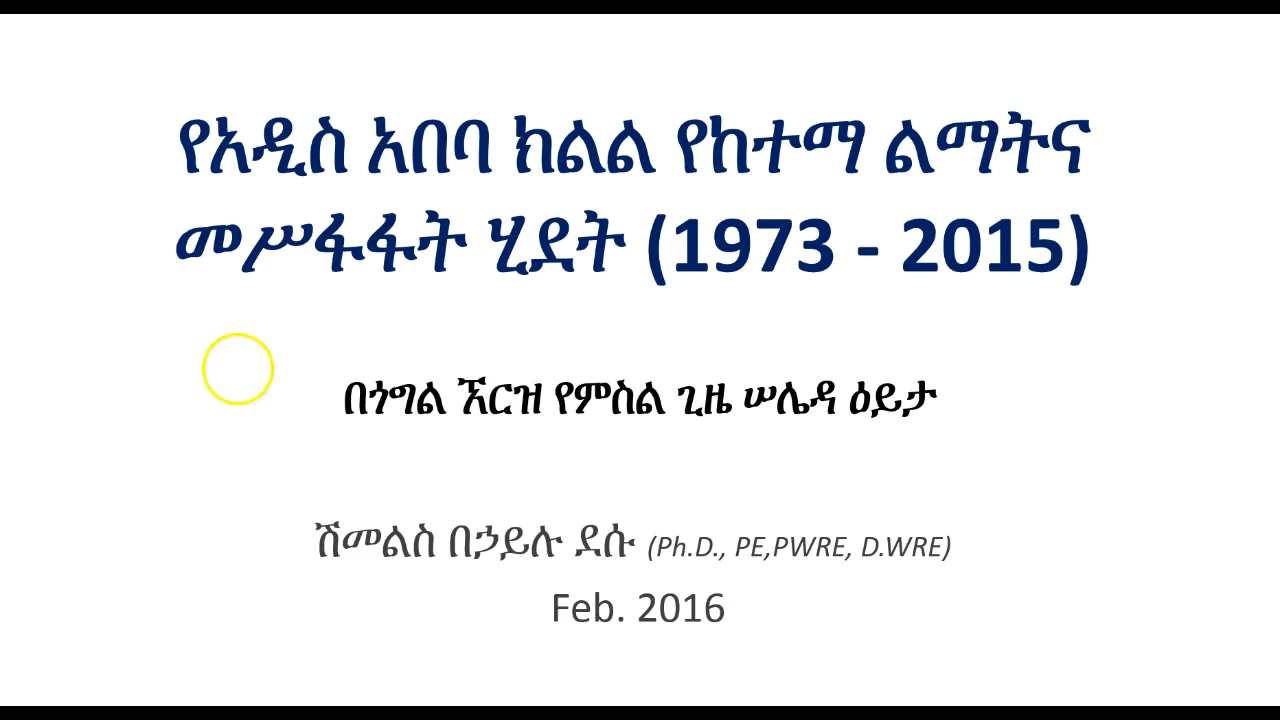 የአዲስ አበባ ክልል የከተማ ልማትና
መሥፋፋት ሂደት (1973 - 2015)
በጎግል ኧርዝ የምስል ጊዜ ሠሌዳ ዕይታ
ሽመልስ በኃይሉ ደሱ (Ph.D., PE,PWRE, D.WRE)
Feb. 2016